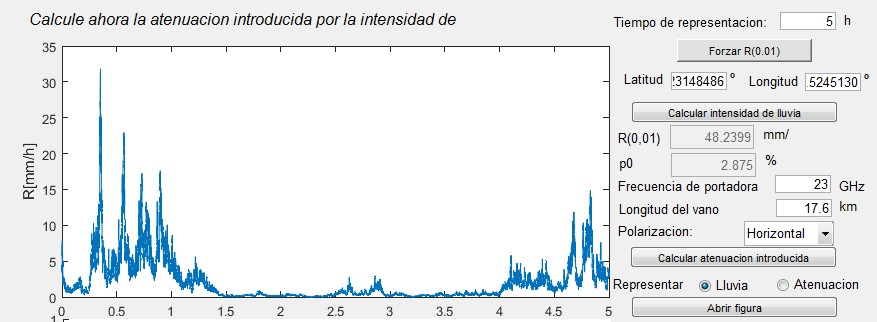 Calcule ahora la atenuacion introducida por la intensidad de
Tiempo de representacion: 5 h
Forzar R(0.01)
Latitud 23148486 º Longitud 5245130 º
Calcular intensidad de lluvia
R(0,01) 48.2399 mm/
p0 2.875 %
Frecuencia de portadora 23 GHz
Longitud del vano 17.6 km
Polarizacion: Horizontal
Calcular atenuacion introducida
Representar Lluvia Atenuacion
Abrir figura
R[mm/h]
35
30
25
20
15
10
5
0
0 0.5 1 1.5 2 2.5 3 3.5 4 4.5 5